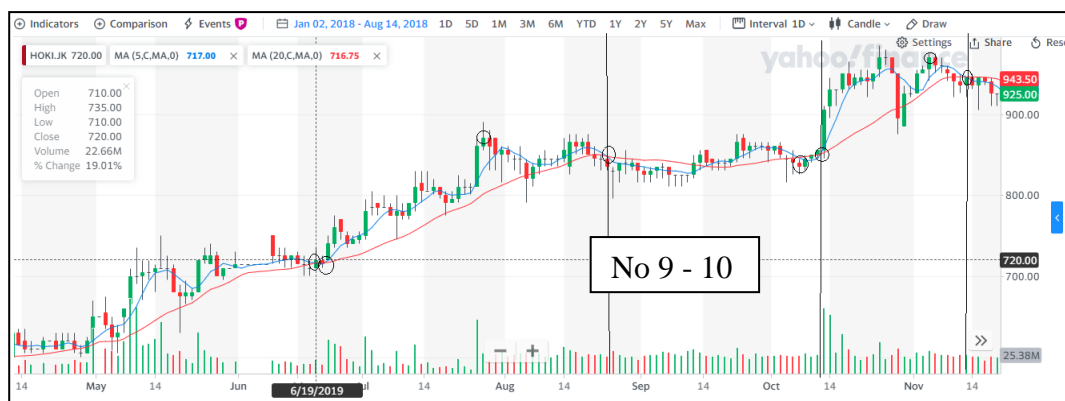 Indicators Comparison Events P Jan 02, 2018 - Aug 14, 2018 1D 5D 1M 3M 6M YTD 1Y 2Y 5Y Max Interval 1D Candle Draw
Settings Share Rese
HOKI.JK 720.00 MA (5,C,MA,0) 717.00 × MA (20,C,MA,0) 716.75 ×
yahoo!finance
Open 710.00
High 735.00
Low 710.00
Close 720.00
Volume 22.66M
% Change 19.01%
943.50
925.00
900.00
800.00
720.00
700.00
25.38M
No 9 - 10
14 May 14 Jun Jul 14 Aug 14 Sep 14 Oct 14 Nov 14
6/19/2019